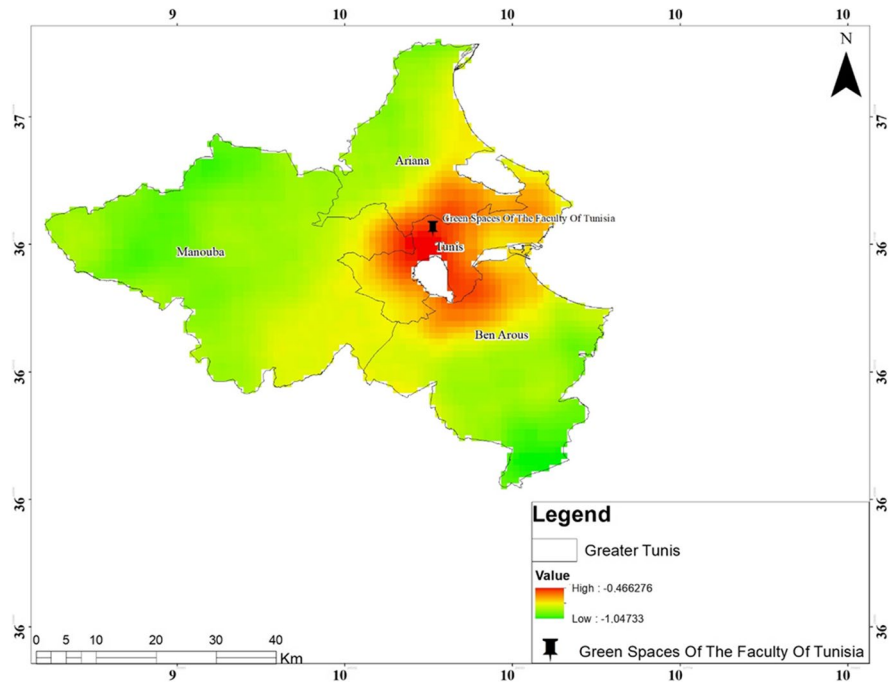 9 10 10 10 10
N
37 37
Ariana
Green Spaces Of The Faculty Of Tunisia
36 36
Tunis
Manouba
Ben Arous
36 36
36 36
Legend
Greater Tunis
Value
High : -0.466276
Low : -1.04733
36 36
0 5 10 20 30 40
Km
Green Spaces Of The Faculty Of Tunisia
9 10 10 10 10